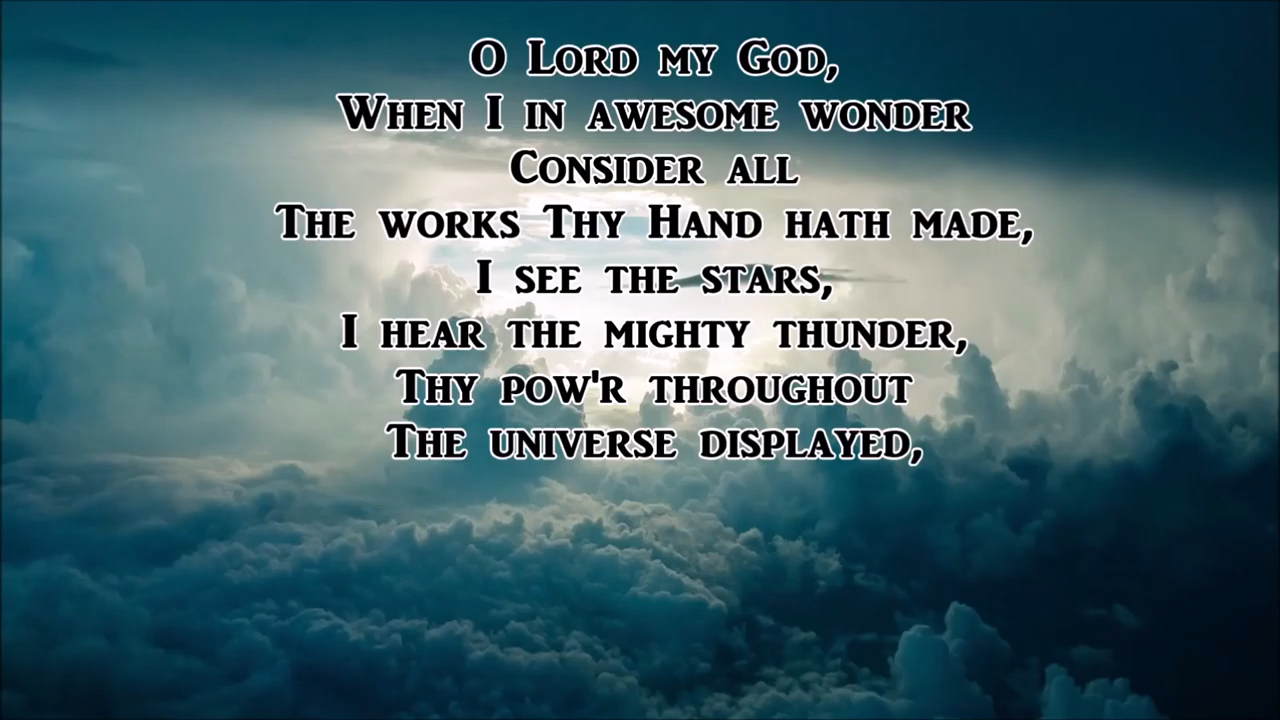 O Lord my God,
When I in awesome wonder
Consider all
The works Thy Hand hath made,
I see the stars,
I hear the mighty thunder,
Thy pow'r throughout
The universe displayed,